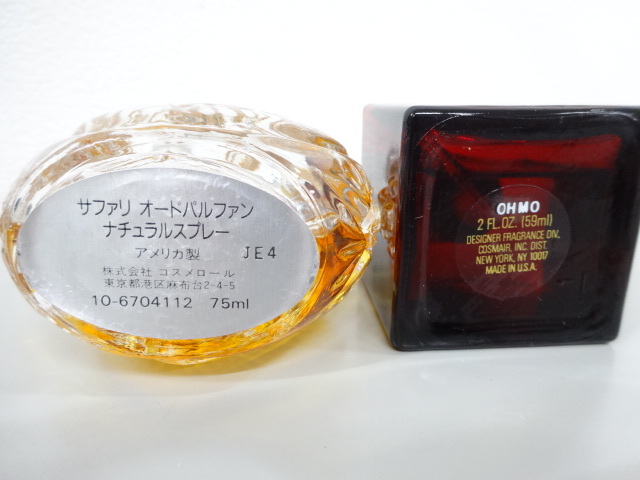 サファリ オードパルファン
ナチュラルスプレー
アメリカ製 JE4
株式会社 コスメロール
東京都港区麻布台2-4-5
10-6704112 75ml
OHMO
2 FL.OZ. (59ml)
DESIGNER FRAGRANCE DIV.
COSMAIR, INC. DIST.
NEW YORK, NY 10017
MADE IN U.S.A.